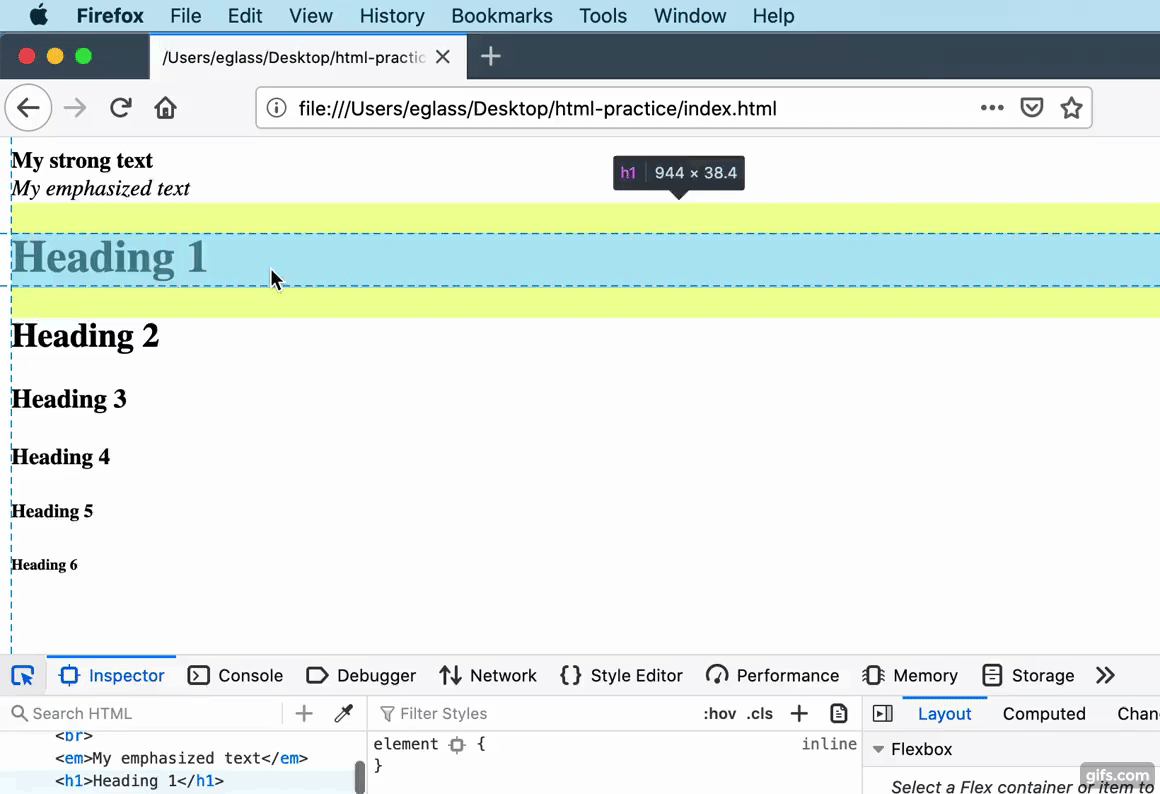 Firefox File Edit View History Bookmarks Tools Window Help
/Users/eglass/Desktop/html-practic
file:///Users/eglass/Desktop/html-practice/index.html
My strong text
h1 944 × 38.4
My emphasized text
Heading 1
Heading 2
Heading 3
Heading 4
Heading 5
Heading 6
Inspector Console Debugger Network {} Style Editor Performance Memory Storage
Search HTML + Filter Styles :hov .cls + Layout Computed Chan
<br>
element {
inline
Flexbox
<em>My emphasized text</em>
}
<h1>Heading 1</h1>
Select a Flex container or item to
gifs.com